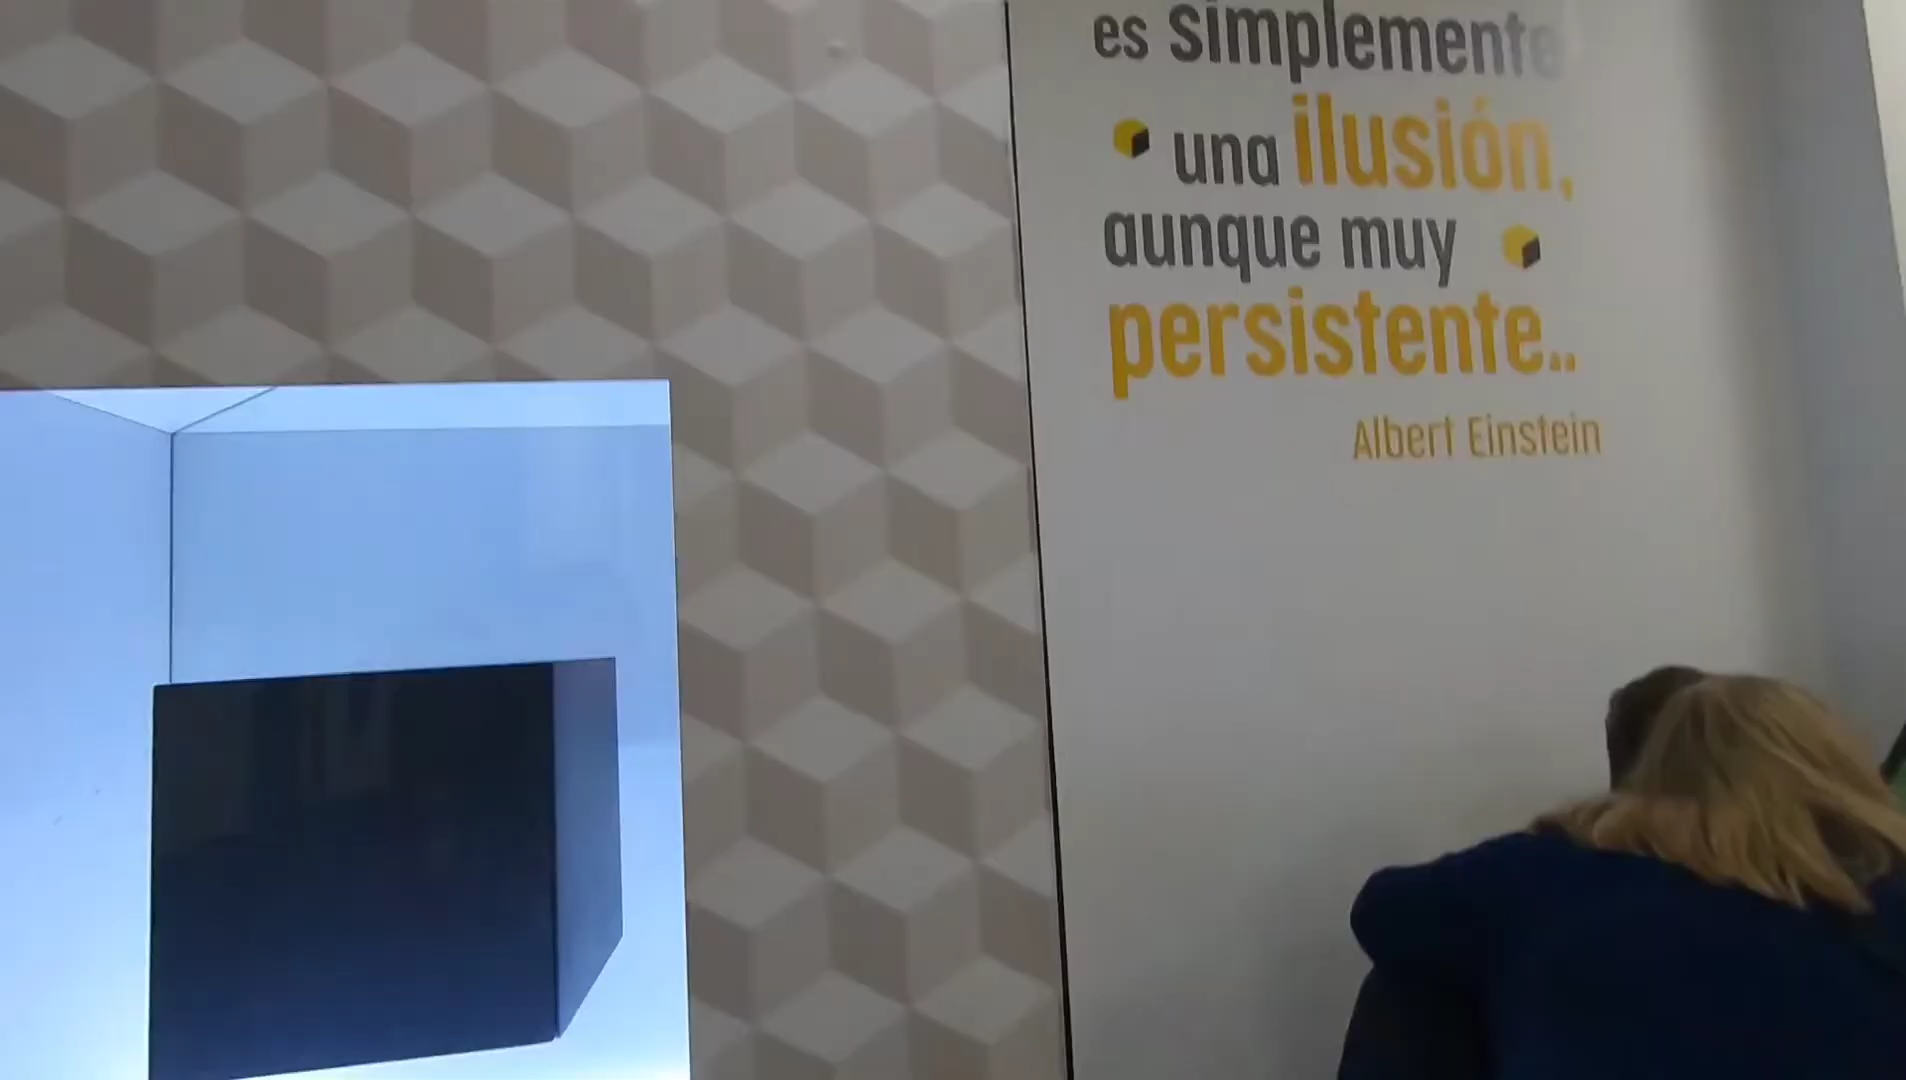 es simplemente
una ilusión,
aunque muy
persistente..
Albert Einstein